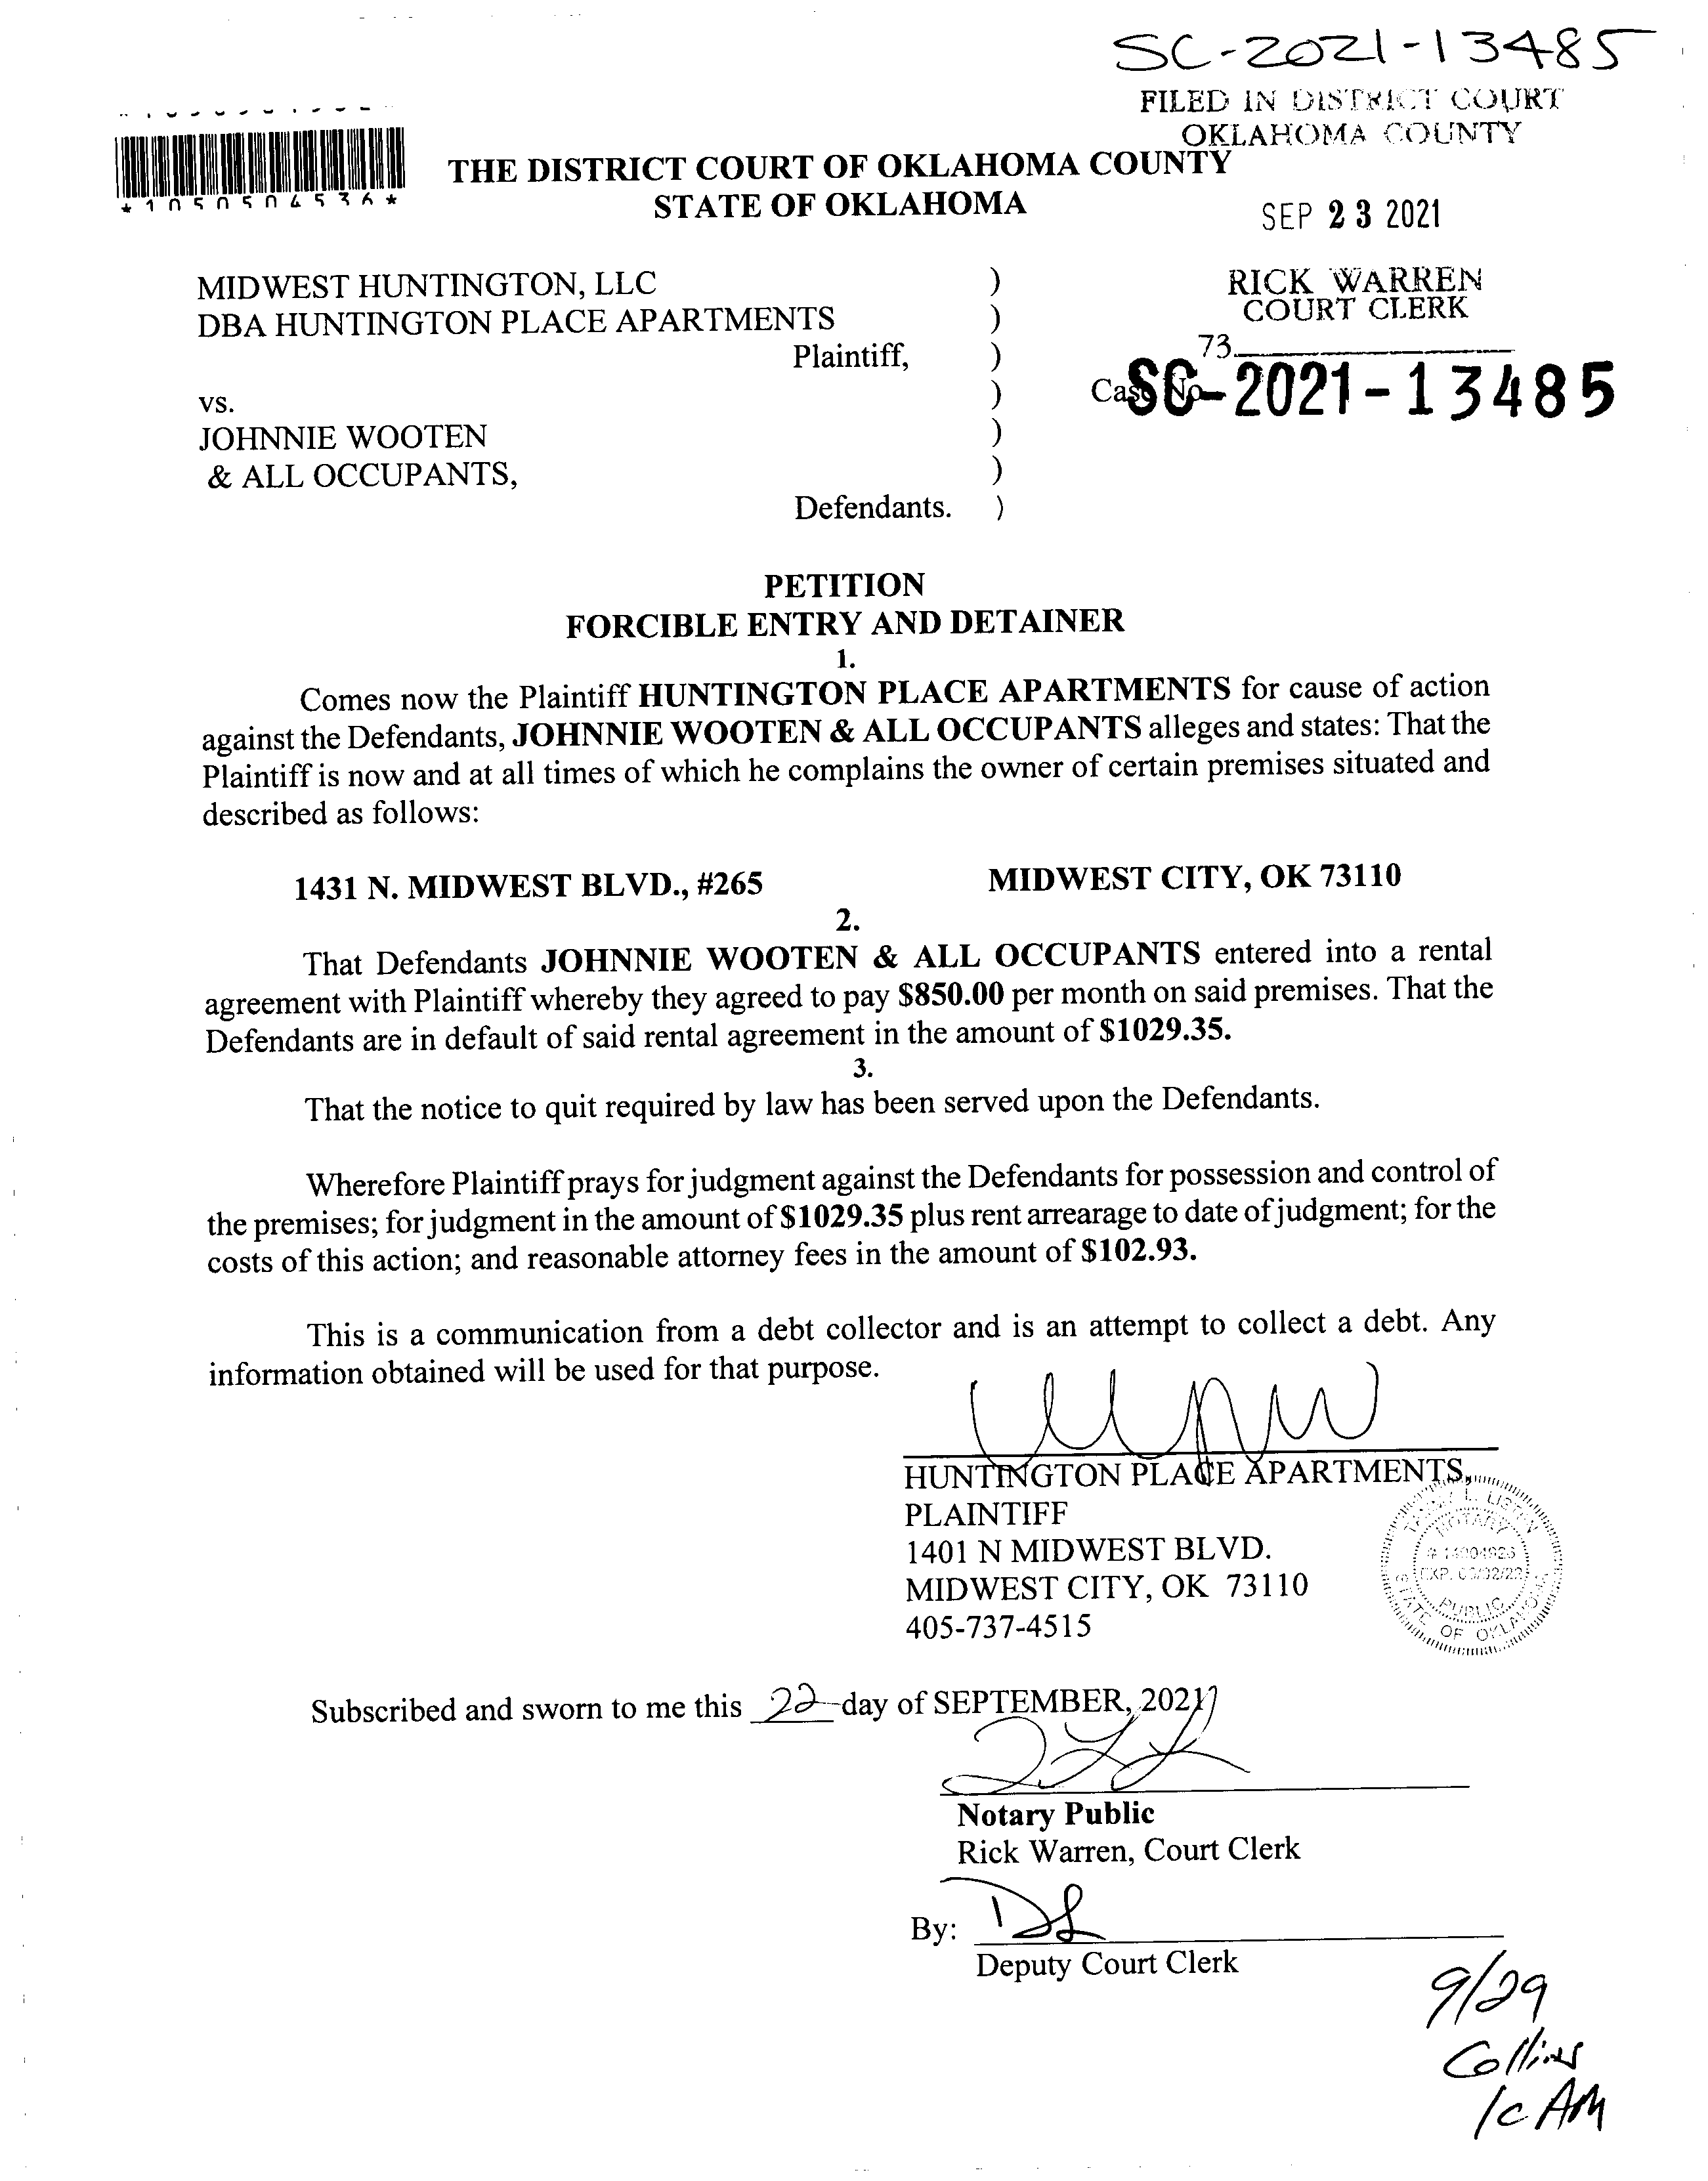 SC-2021-13485
FILED IN DISTRICT COURT
OKLAHOMA COUNTY
*1050504536*
THE DISTRICT COURT OF OKLAHOMA COUNTY
STATE OF OKLAHOMA
SEP 23 2021
MIDWEST HUNTINGTON, LLC )
DBA HUNTINGTON PLACE APARTMENTS )
Plaintiff, )
RICK WARREN
COURT CLERK
73
Case No. SC-2021-13485
vs. )
JOHNNIE WOOTEN )
& ALL OCCUPANTS, )
Defendants. )
PETITION
FORCIBLE ENTRY AND DETAINER
1.
Comes now the Plaintiff HUNTINGTON PLACE APARTMENTS for cause of action
against the Defendants, JOHNNIE WOOTEN & ALL OCCUPANTS alleges and states: That the
Plaintiff is now and at all times of which he complains the owner of certain premises situated and
described as follows:
1431 N. MIDWEST BLVD., #265 MIDWEST CITY, OK 73110
2.
That Defendants JOHNNIE WOOTEN & ALL OCCUPANTS entered into a rental
agreement with Plaintiff whereby they agreed to pay $850.00 per month on said premises. That the
Defendants are in default of said rental agreement in the amount of $1029.35.
3.
That the notice to quit required by law has been served upon the Defendants.
Wherefore Plaintiff prays for judgment against the Defendants for possession and control of
the premises; for judgment in the amount of $1029.35 plus rent arrearage to date of judgment; for the
costs of this action; and reasonable attorney fees in the amount of $102.93.
This is a communication from a debt collector and is an attempt to collect a debt. Any
information obtained will be used for that purpose.
HUNTINGTON PLACE APARTMENTS,
PLAINTIFF
1401 N MIDWEST BLVD.
MIDWEST CITY, OK 73110
405-737-4515
NOTARY
PUBLIC
STATE OF OKLAHOMA
Subscribed and sworn to me this 22 day of SEPTEMBER, 2021
Notary Public
Rick Warren, Court Clerk
By: DL
Deputy Court Clerk
9/29
Collins
AM